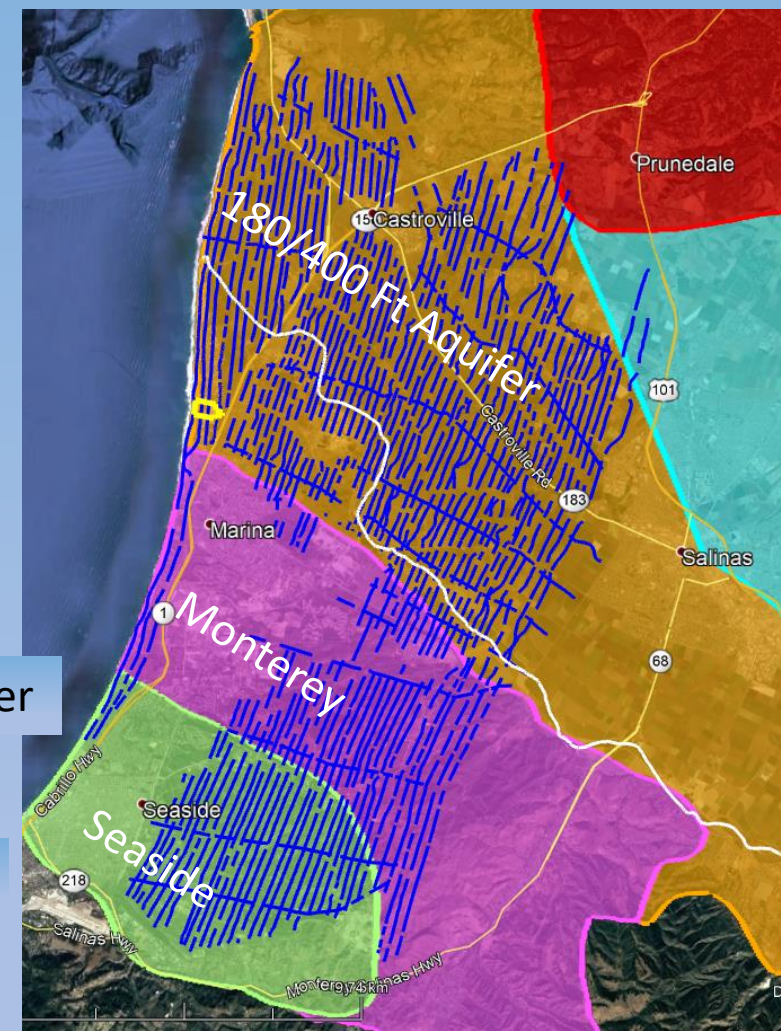 Prunedale
15
Castroville
180/400 Ft Aquifer
101
Castroville Rd
183
Marina
Salinas
1
Monterey
68
er
Cabrillo Hwy
Seaside
Seaside
218
Salinas Hwy
Monterey Salinas Hwy
D